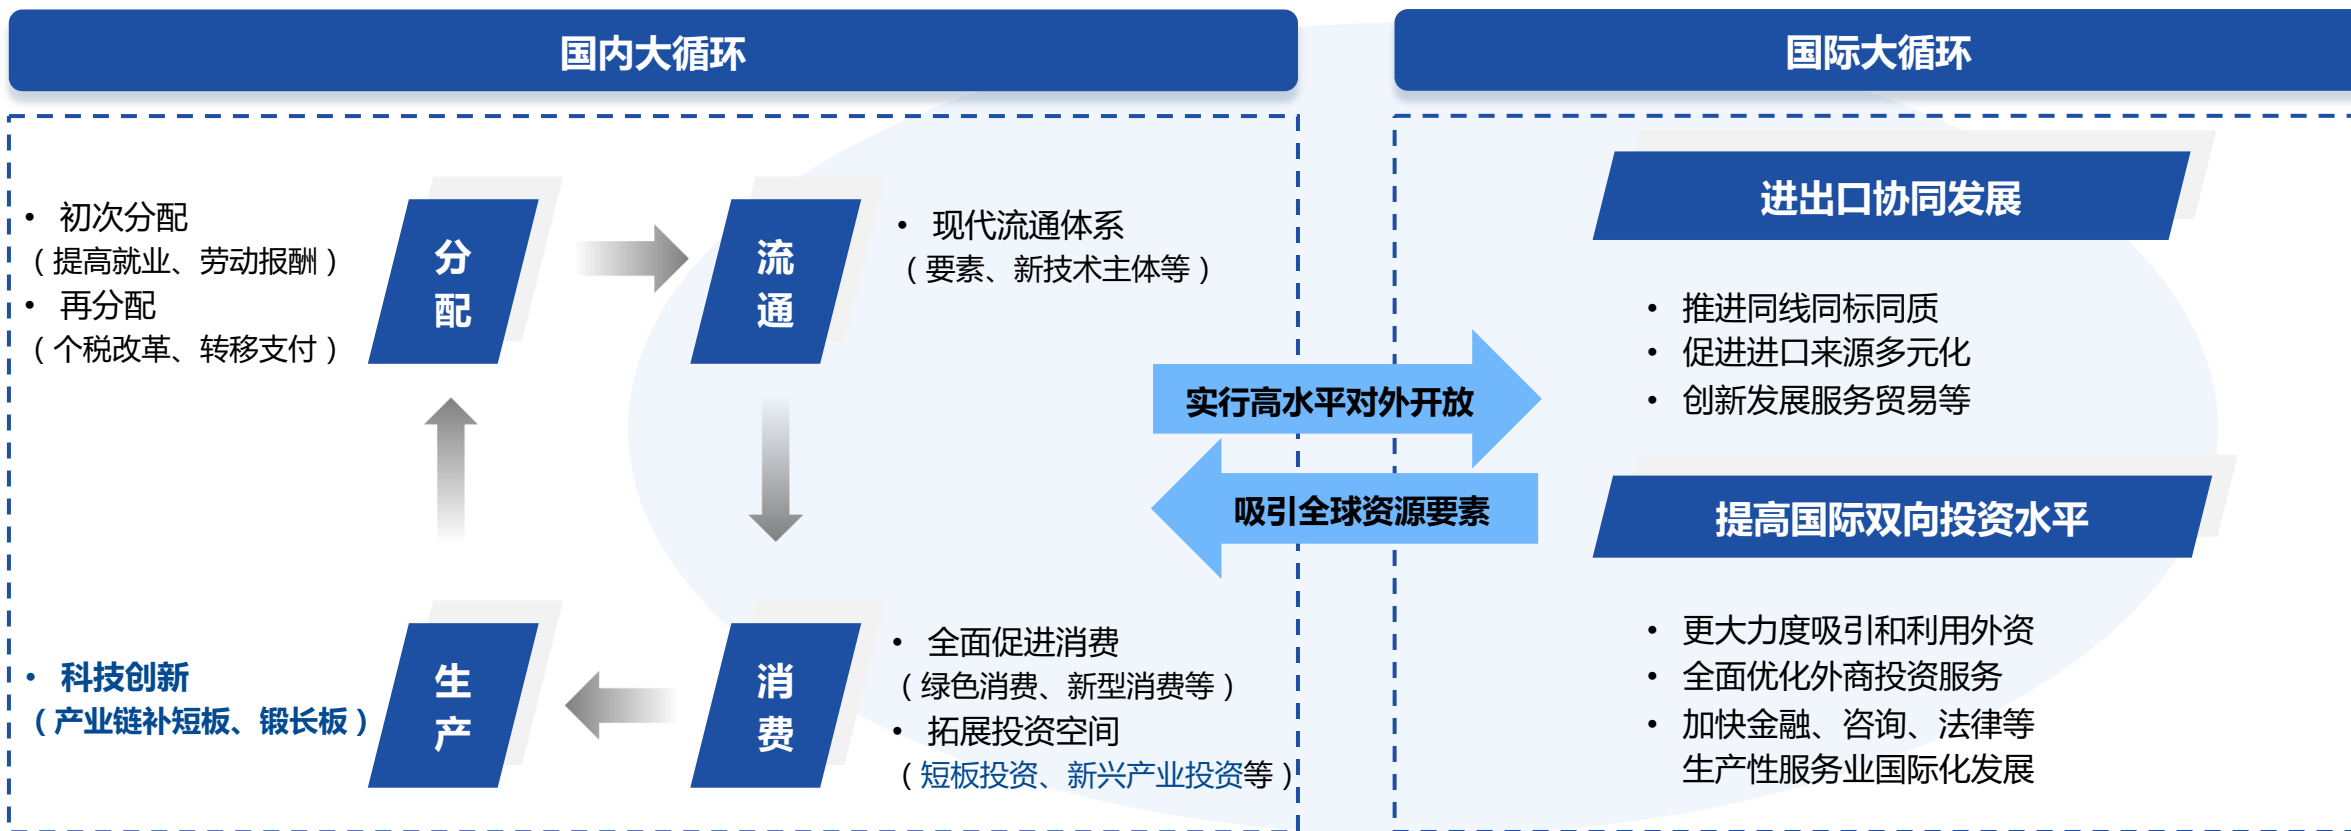 国内大循环
• 初次分配
（提高就业、劳动报酬）
• 再分配
（个税改革、转移支付）
分
配
流
通
• 现代流通体系
（要素、新技术主体等）
• 科技创新
（产业链补短板、锻长板）
生
产
消
费
• 全面促进消费
（绿色消费、新型消费等）
• 拓展投资空间
（短板投资、新兴产业投资等）
实行高水平对外开放
吸引全球资源要素
国际大循环
进出口协同发展
• 推进同线同标同质
• 促进进口来源多元化
• 创新发展服务贸易等
提高国际双向投资水平
• 更大力度吸引和利用外资
• 全面优化外商投资服务
• 加快金融、咨询、法律等
生产性服务业国际化发展